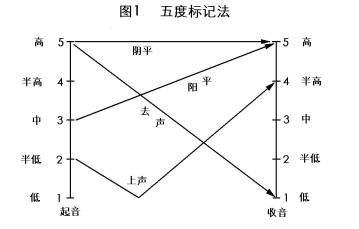 图1 五度标记法
高 5 5 高
阴平
半高 4 阳平 4 半高
中 3 去声 3 中
半低 2 2 半低
上声
低 1 1 低
起音 收音